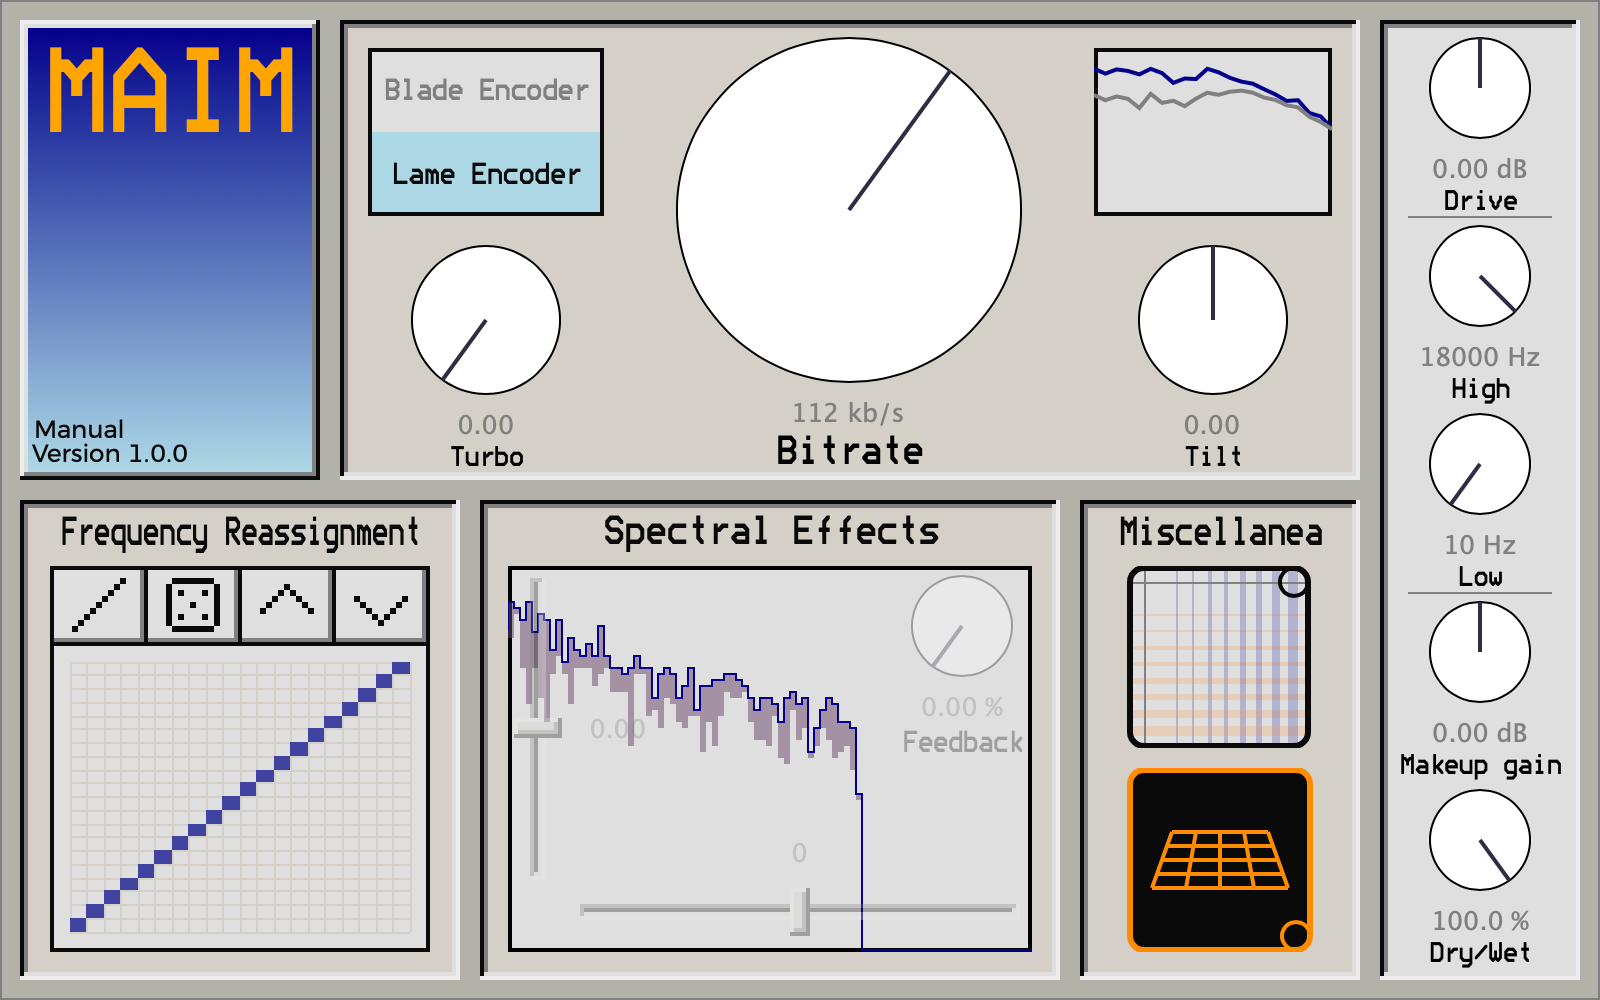 MAIM
Manual
Version 1.0.0
Blade Encoder
Lame Encoder
0.00
Turbo
112 kb/s
Bitrate
0.00
Tilt
0.00 dB
Drive
18000 Hz
High
10 Hz
Low
0.00 dB
Makeup gain
100.0 %
Dry/Wet
Frequency Reassignment
Spectral Effects
0.00
0.00 %
Feedback
0
Miscellanea